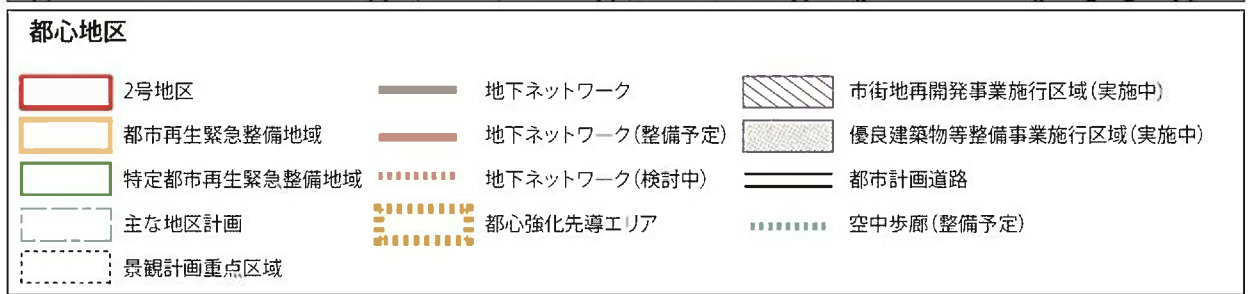 都心地区
2号地区
都市再生緊急整備地域
特定都市再生緊急整備地域
主な地区計画
景観計画重点区域
地下ネットワーク
地下ネットワーク(整備予定)
地下ネットワーク(検討中)
都心強化先導エリア
市街地再開発事業施行区域(実施中)
優良建築物等整備事業施行区域(実施中)
都市計画道路
空中歩廊(整備予定)